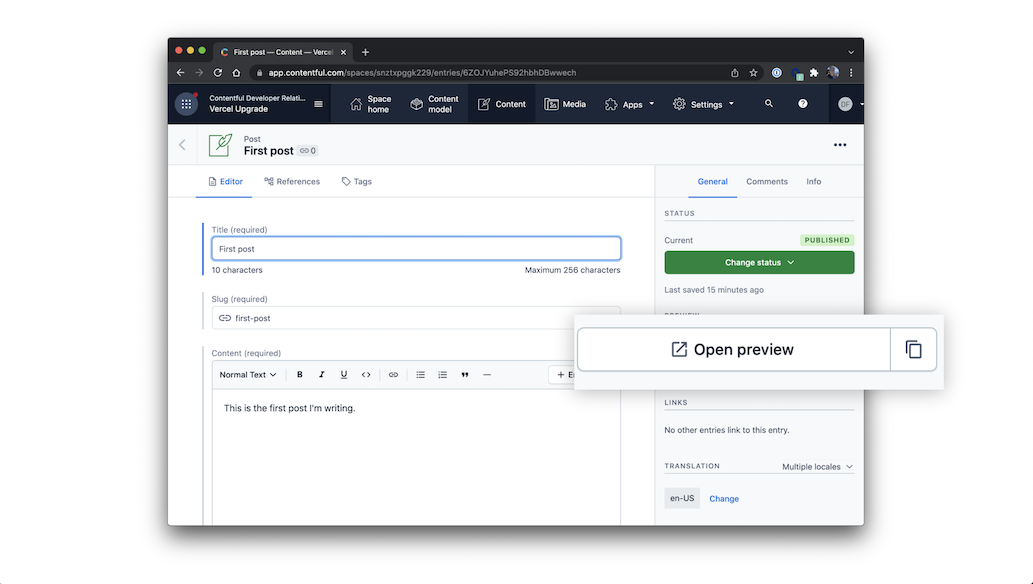 First post — Content — Vercel
app.contentful.com/spaces/snztxpggk229/entries/6ZOJYuhePS92hbhDBwwech
Contentful Developer Relati...
Vercel Upgrade
Space home
Content model
Content
Media
Apps
Settings
DF
Post
First post 0
Editor
References
Tags
General
Comments
Info
Title (required)
First post
10 characters
Maximum 256 characters
Slug (required)
first-post
Content (required)
Normal Text
B I U
This is the first post I'm writing.
STATUS
Current
PUBLISHED
Change status
Last saved 15 minutes ago
PREVIEW
Open preview
LINKS
No other entries link to this entry.
TRANSLATION
Multiple locales
en-US
Change